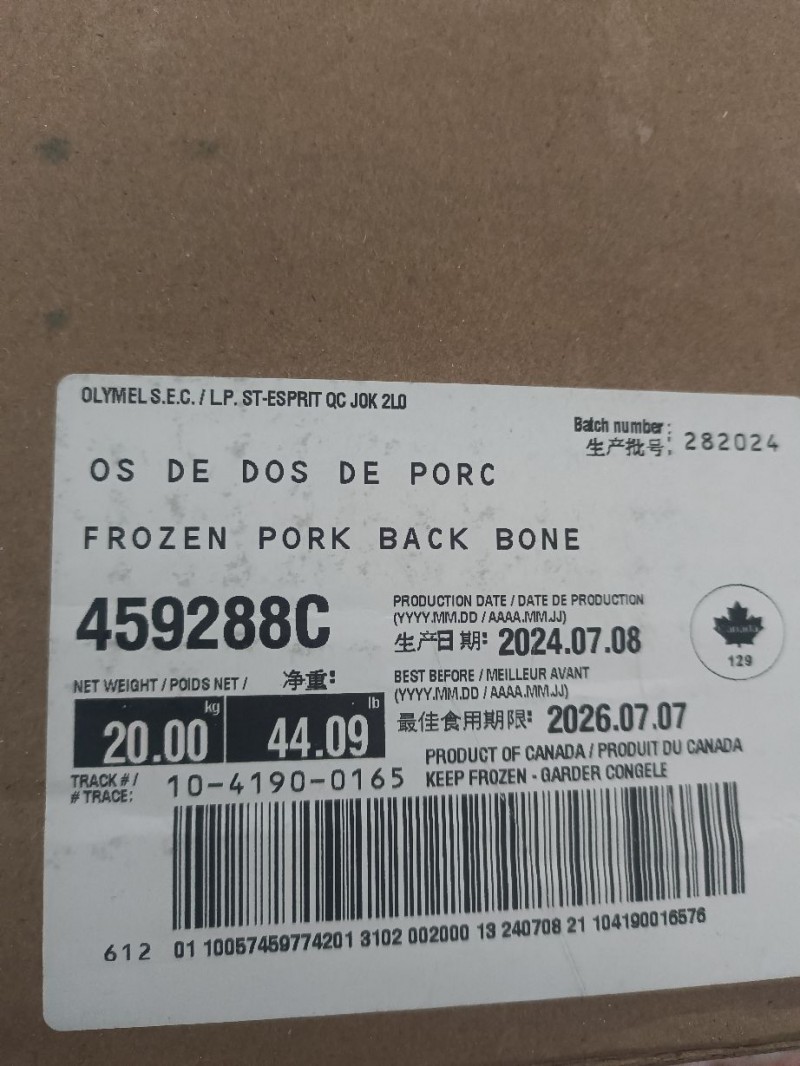 OLYMEL S.E.C. / L.P. ST-ESPRIT QC J0K 2L0
Batch number:
生产批号: 282024
OS DE DOS DE PORC
FROZEN PORK BACK BONE
459288C
PRODUCTION DATE / DATE DE PRODUCTION
(YYYY.MM.DD / AAAA.MM.JJ)
生产日期: 2024.07.08
Canada
129
NET WEIGHT / POIDS NET / 净重:
kg
20.00
lb
44.09
BEST BEFORE / MEILLEUR AVANT
(YYYY.MM.DD / AAAA.MM.JJ)
最佳食用期限: 2026.07.07
PRODUCT OF CANADA / PRODUIT DU CANADA
KEEP FROZEN - GARDER CONGELE
TRACK # /
# TRACE: 10-4190-0165
612 01 10057459774201 3102 002000 13 240708 21 104190016576